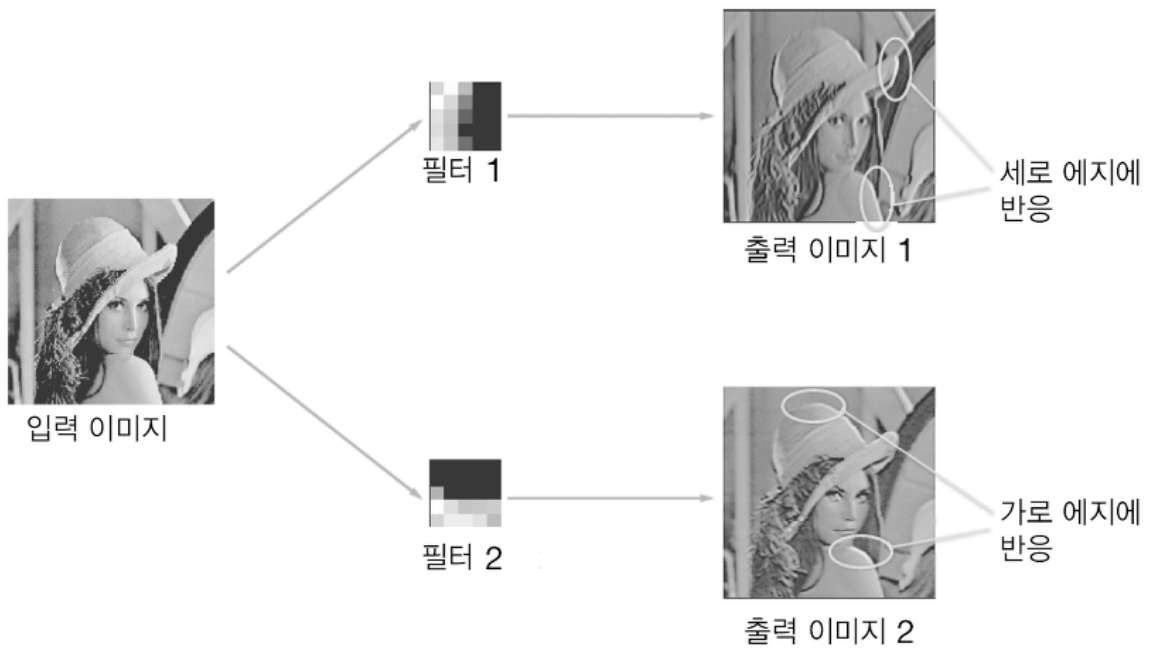 필터 1
세로 에지에
반응
출력 이미지 1
입력 이미지
필터 2
가로 에지에
반응
출력 이미지 2